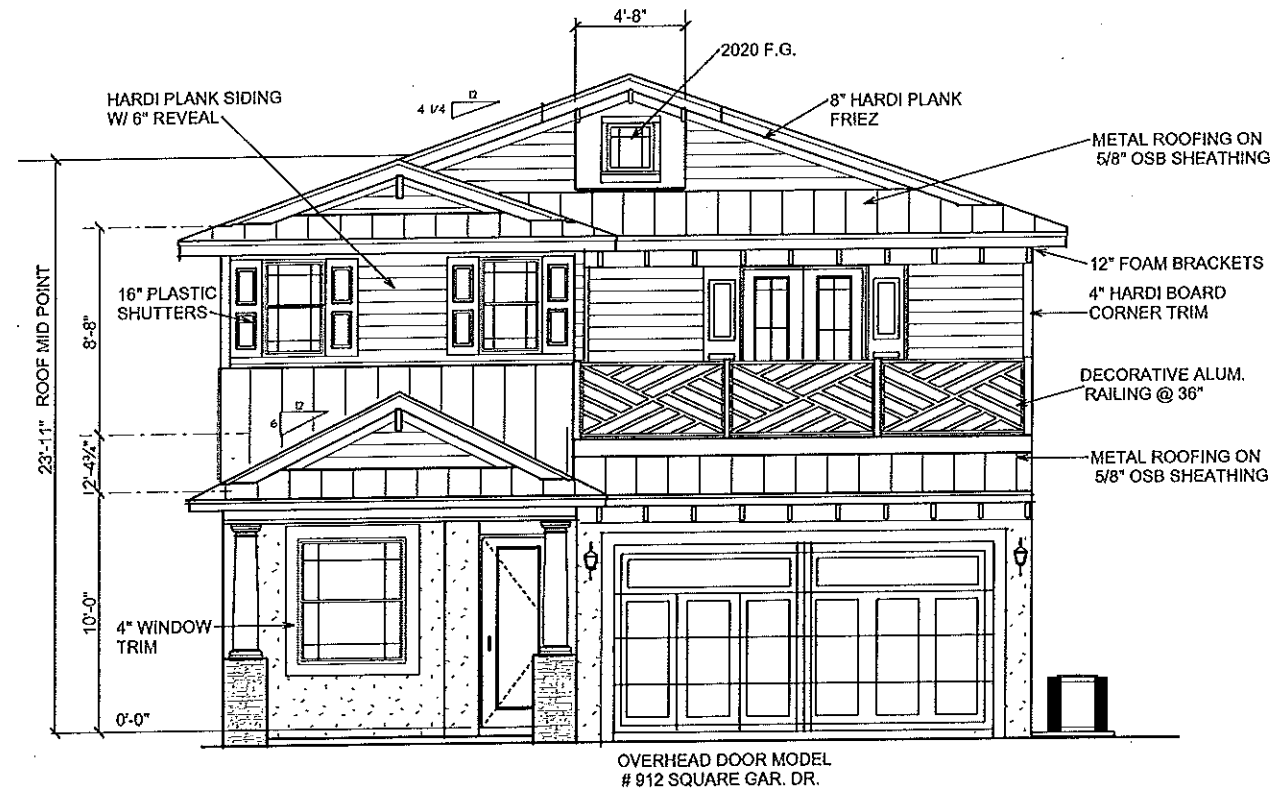 4'-8"
2020 F.G.
HARDI PLANK SIDING
W/ 6" REVEAL
12
4 1/4
8" HARDI PLANK
FRIEZ
METAL ROOFING ON
5/8" OSB SHEATHING
12" FOAM BRACKETS
4" HARDI BOARD
CORNER TRIM
16" PLASTIC
SHUTTERS
8'-8"
23'-11" ROOF MID POINT
DECORATIVE ALUM.
RAILING @ 36"
12
6
2'-4¾"
METAL ROOFING ON
5/8" OSB SHEATHING
10'-0"
4" WINDOW
TRIM
0'-0"
OVERHEAD DOOR MODEL
# 912 SQUARE GAR. DR.